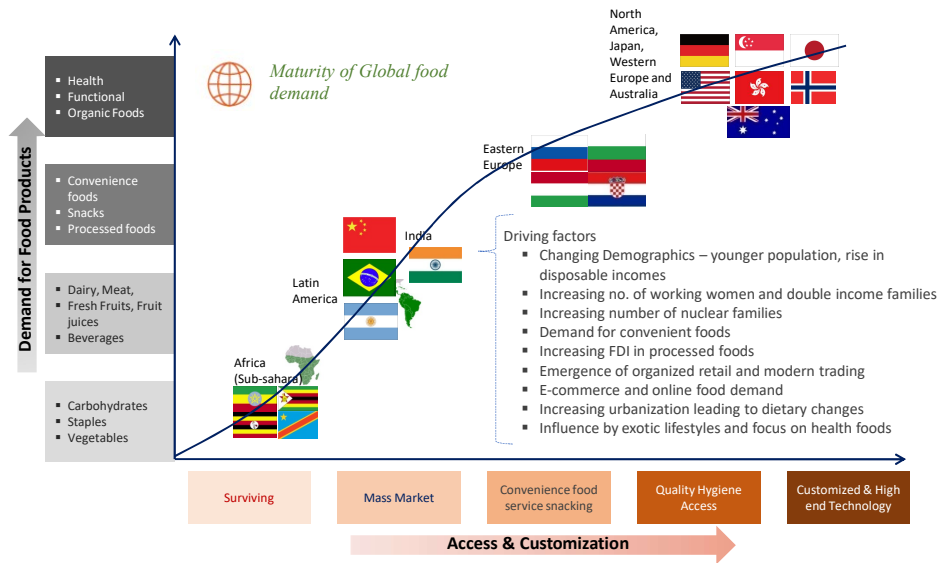 Maturity of Global food
demand
Demand for Food Products
Health
Functional
Organic Foods
Convenience
foods
Snacks
Processed foods
Dairy, Meat,
Fresh Fruits, Fruit
juices
Beverages
Carbohydrates
Staples
Vegetables
North
America,
Japan,
Western
Europe and
Australia
Eastern
Europe
India
Latin
America
Africa
(Sub-sahara)
Driving factors
Changing Demographics – younger population, rise in
disposable incomes
Increasing no. of working women and double income families
Increasing number of nuclear families
Demand for convenient foods
Increasing FDI in processed foods
Emergence of organized retail and modern trading
E-commerce and online food demand
Increasing urbanization leading to dietary changes
Influence by exotic lifestyles and focus on health foods
Surviving
Mass Market
Convenience food
service snacking
Quality Hygiene
Access
Customized & High
end Technology
Access & Customization